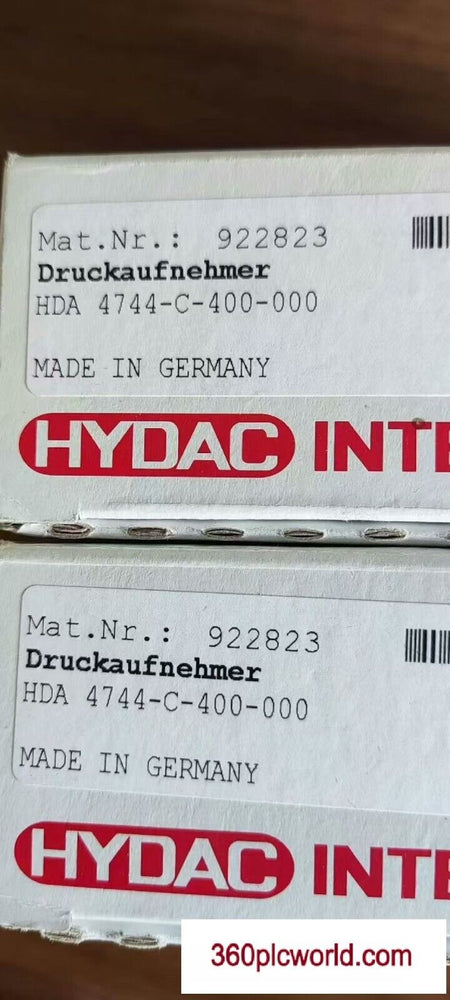 Mat.Nr.: 922823
Druckaufnehmer
HDA 4744-C-400-000
MADE IN GERMANY
HYDAC INTE
Mat.Nr.: 922823
Druckaufnehmer
HDA 4744-C-400-000
MADE IN GERMANY
HYDAC INTE
360plcworld.com